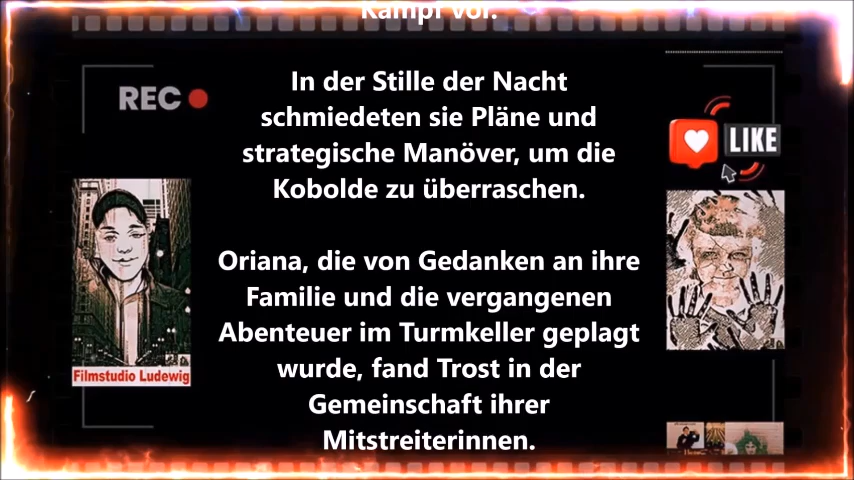 Kampf vor.
REC
In der Stille der Nacht
schmiedeten sie Pläne und
strategische Manöver, um die
Kobolde zu überraschen.
LIKE
Oriana, die von Gedanken an ihre
Familie und die vergangenen
Abenteuer im Turmkeller geplagt
wurde, fand Trost in der
Gemeinschaft ihrer
Mitstreiterinnen.
Filmstudio Ludewig